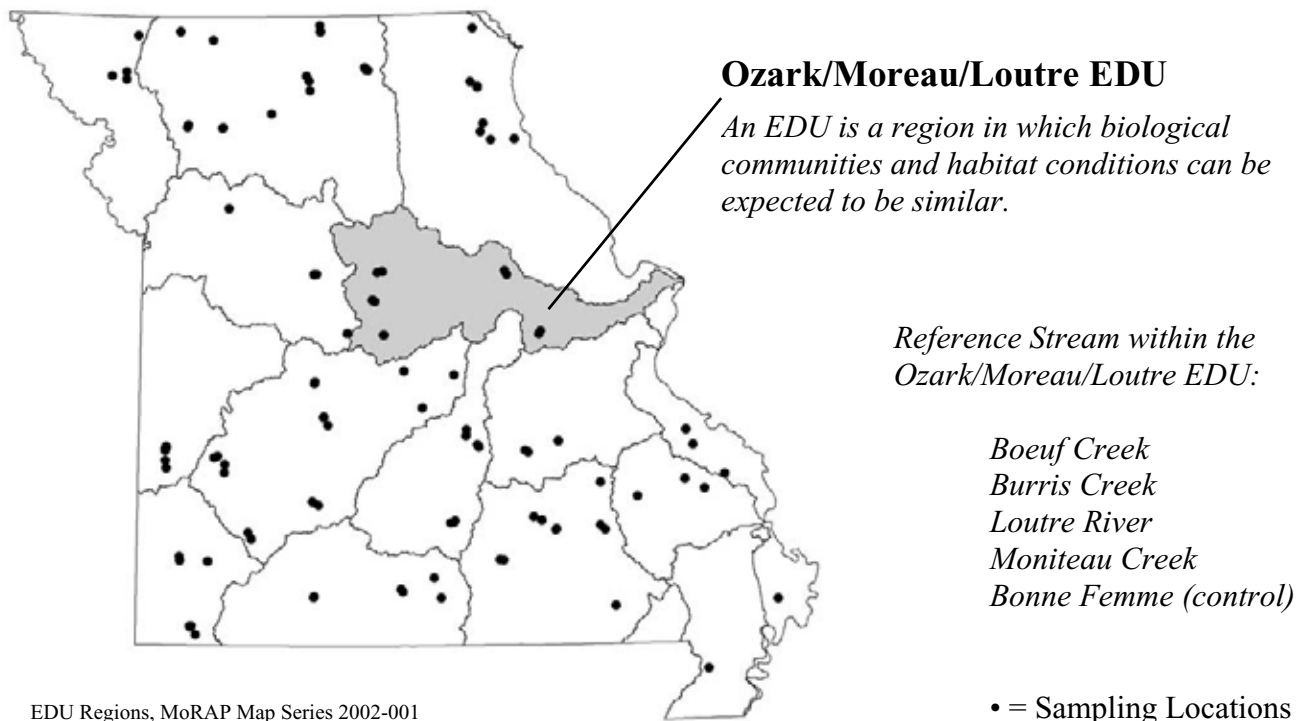 Ozark/Moreau/Loutre EDU
An EDU is a region in which biological
communities and habitat conditions can be
expected to be similar.
Reference Stream within the
Ozark/Moreau/Loutre EDU:
Boeuf Creek
Burris Creek
Loutre River
Moniteau Creek
Bonne Femme (control)
EDU Regions, MoRAP Map Series 2002-001
• = Sampling Locations